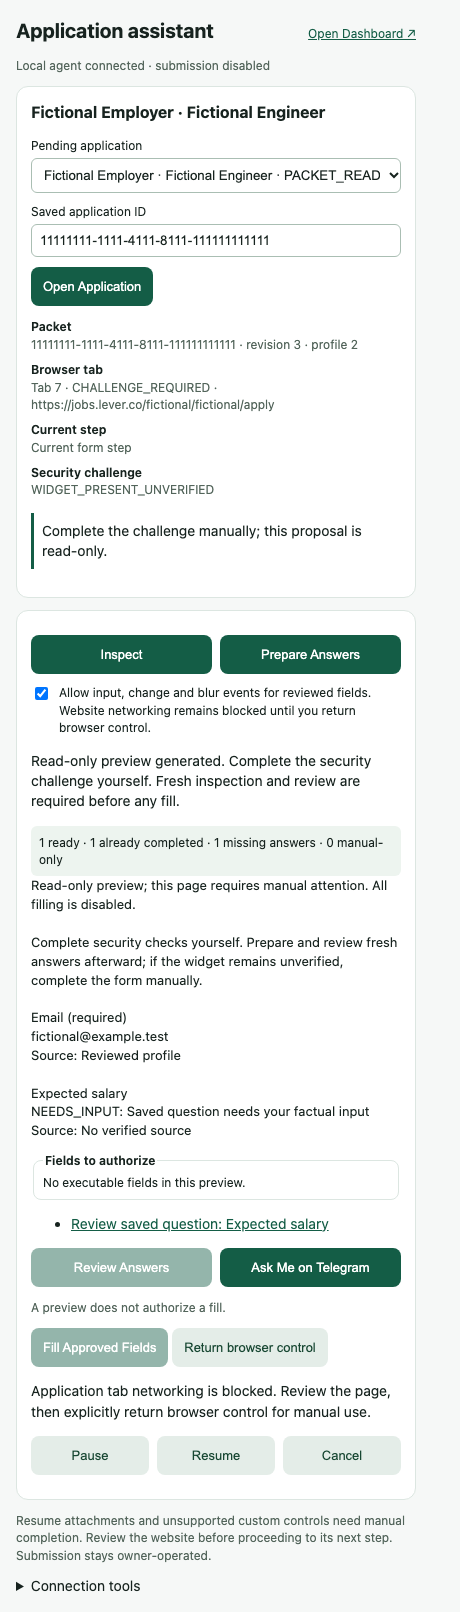 Application assistant
Open Dashboard ↗
Local agent connected · submission disabled
Fictional Employer · Fictional Engineer
Pending application
Fictional Employer · Fictional Engineer · PACKET_READ
Saved application ID
11111111-1111-4111-8111-111111111111
Open Application
Packet
11111111-1111-4111-8111-111111111111 · revision 3 · profile 2
Browser tab
Tab 7 · CHALLENGE_REQUIRED ·
https://jobs.lever.co/fictional/fictional/apply
Current step
Current form step
Security challenge
WIDGET_PRESENT_UNVERIFIED
Complete the challenge manually; this proposal is
read-only.
Inspect
Prepare Answers
Allow input, change and blur events for reviewed fields.
Website networking remains blocked until you return
browser control.
Read-only preview generated. Complete the security
challenge yourself. Fresh inspection and review are
required before any fill.
1 ready · 1 already completed · 1 missing answers · 0 manual-
only
Read-only preview; this page requires manual attention. All
filling is disabled.
Complete security checks yourself. Prepare and review fresh
answers afterward; if the widget remains unverified,
complete the form manually.
Email (required)
fictional@example.test
Source: Reviewed profile
Expected salary
NEEDS_INPUT: Saved question needs your factual input
Source: No verified source
Fields to authorize
No executable fields in this preview.
• Review saved question: Expected salary
Review Answers
Ask Me on Telegram
A preview does not authorize a fill.
Fill Approved Fields
Return browser control
Application tab networking is blocked. Review the page,
then explicitly return browser control for manual use.
Pause
Resume
Cancel
Resume attachments and unsupported custom controls need manual
completion. Review the website before proceeding to its next step.
Submission stays owner-operated.
▶ Connection tools